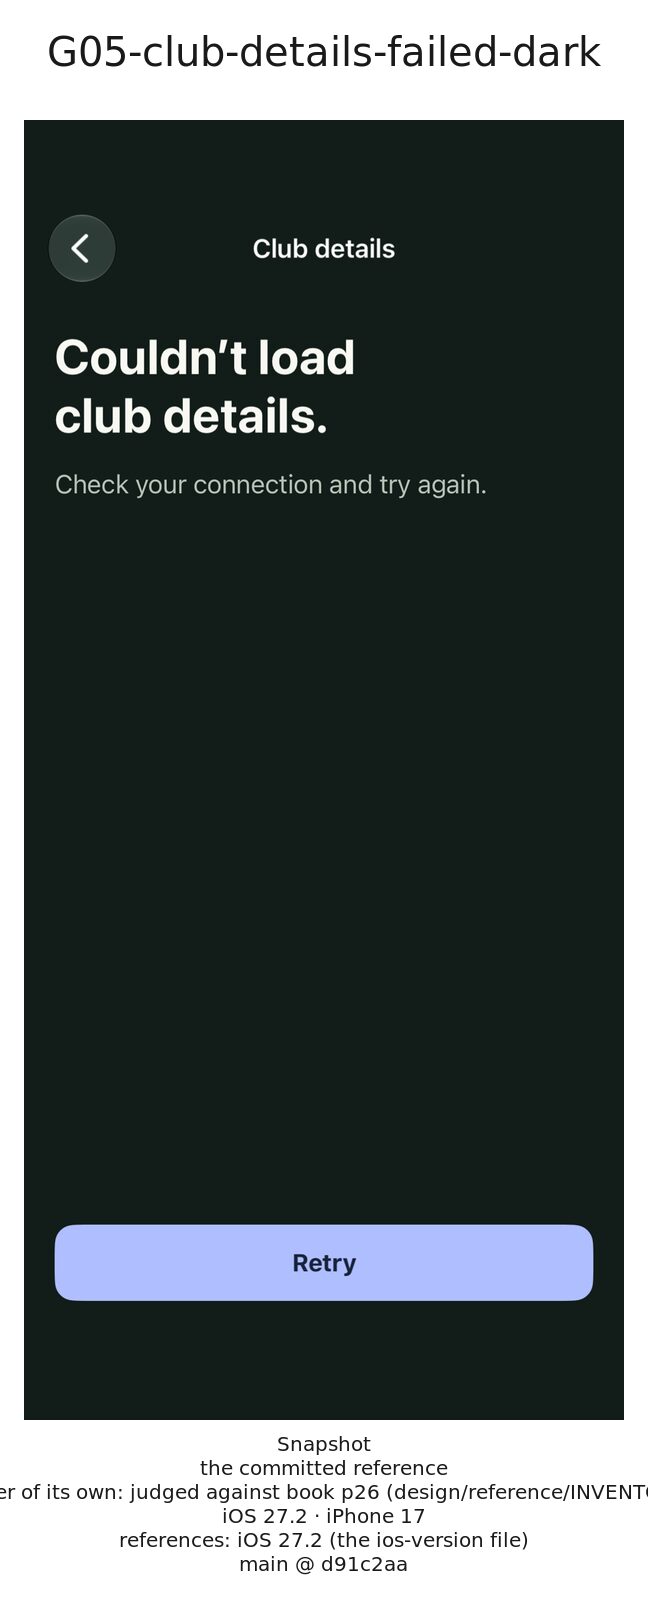 G05-club-details-failed-dark
Club details
Couldn’t load
club details.
Check your connection and try again.
Retry
Snapshot
the committed reference
of its own: judged against book p26 (design/reference/
iOS 27.2 · iPhone 17
references: iOS 27.2 (the ios-version file)
main @ d91c2aa